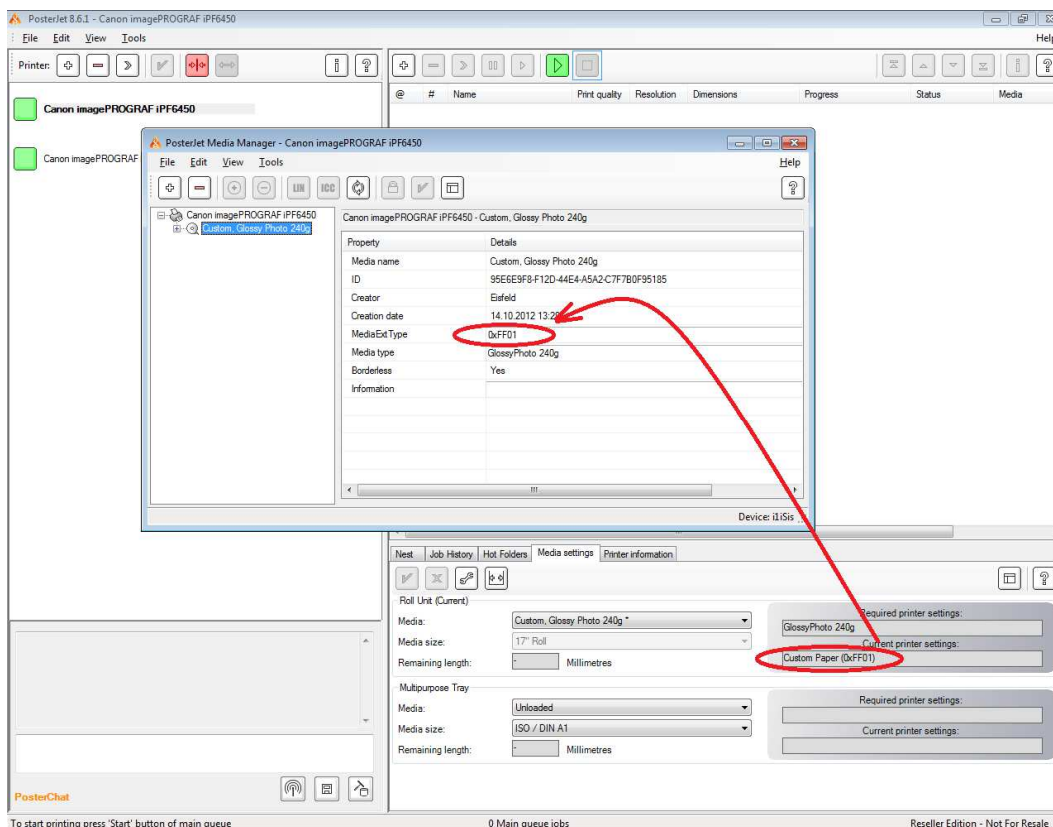 PosterJet 8.6.1 - Canon imagePROGRAF iPF6450
File Edit View Tools
Help
Printer:
@ # Name Print quality Resolution Dimensions Progress Status Media
Canon imagePROGRAF iPF6450
Canon imagePROGRAF
PosterJet Media Manager - Canon imagePROGRAF iPF6450
File Edit View Tools Help
LIN ICC
Canon imagePROGRAF iPF6450
Custom, Glossy Photo 240g
Canon imagePROGRAF iPF6450 - Custom, Glossy Photo 240g
Property Details
Media name Custom, Glossy Photo 240g
ID 95E6E9F8-F12D-44E4-A5A2-C7F7B0F95185
Creator Eisfeld
Creation date 14.10.2012 13:28
MediaExtType 0xFF01
Media type GlossyPhoto 240g
Borderless Yes
Information
Device: i1iSis
Nest Job History Hot Folders Media settings Printer information
Roll Unit (Current)
Media: Custom, Glossy Photo 240g *
Media size: 17" Roll
Remaining length: - Millimetres
Required printer settings:
GlossyPhoto 240g
Current printer settings:
Custom Paper (0xFF01)
Multipurpose Tray
Media: Unloaded
Media size: ISO / DIN A1
Remaining length: - Millimetres
Required printer settings:
Current printer settings:
PosterChat
To start printing press 'Start' button of main queue 0 Main queue jobs Reseller Edition - Not For Resale